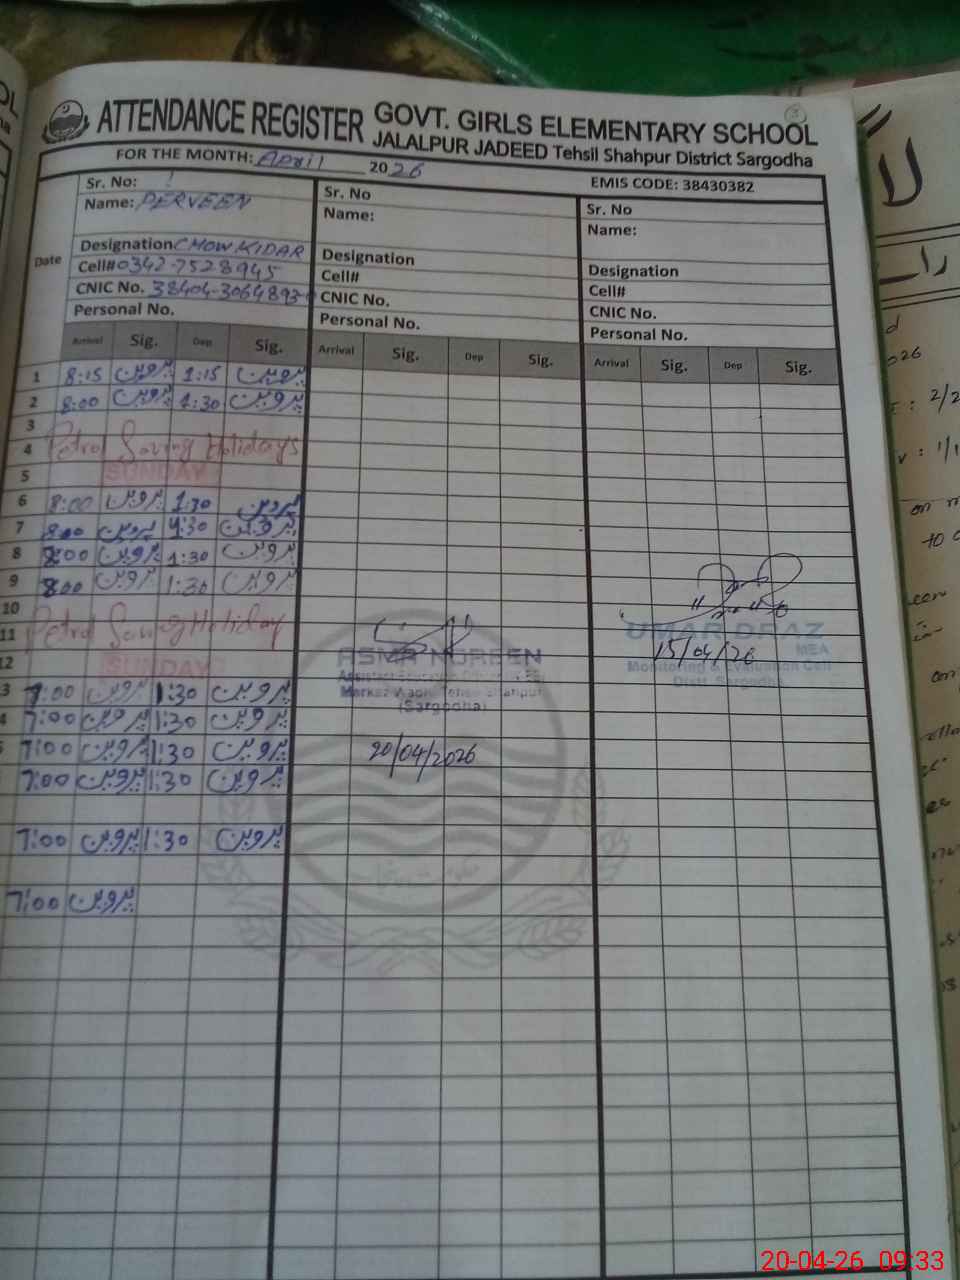 ATTENDANCE REGISTER GOVT. GIRLS ELEMENTARY SCHOOL
JALALPUR JADEED Tehsil Shahpur District Sargodha
FOR THE MONTH: April 2026
EMIS CODE: 38430382
Date
Sr. No: 1
Name: PERVEEN
Designation CHOWKIDAR
Cell# 0342-7528945
CNIC No. 38404-3064893-
Personal No.
Sr. No
Name:
Designation
Cell#
CNIC No.
Personal No.
Sr. No
Name:
Designation
Cell#
CNIC No.
Personal No.
Arrival Sig. Dep Sig. Arrival Sig. Dep Sig. Arrival Sig. Dep Sig.
1 8:15 پروین 1:15 پروین
2 8:00 پروین 1:30 پروین
3
4 Petrol Saving Holidays
5 SUNDAY
6 8:00 پروین 1:30 پروین
7 8:00 پروین 1:30 پروین
8 8:00 پروین 1:30 پروین
9 8:00 پروین 1:30 پروین
10
11 Petrol Saving Holiday
12 SUNDAY
3 7:00 پروین 1:30 پروین
4 7:00 پروین 1:30 پروین
7:00 پروین 1:30 پروین
7:00 پروین 1:30 پروین
7:00 پروین 1:30 پروین
7:00 پروین
ASMA NOREEN
(Sargodha)
20/04/2026
UMAR DRAZ
MEA
15/04/26
Monitoring & Evaluation Cell
Distt. Sargodha
20-04-26 09:33